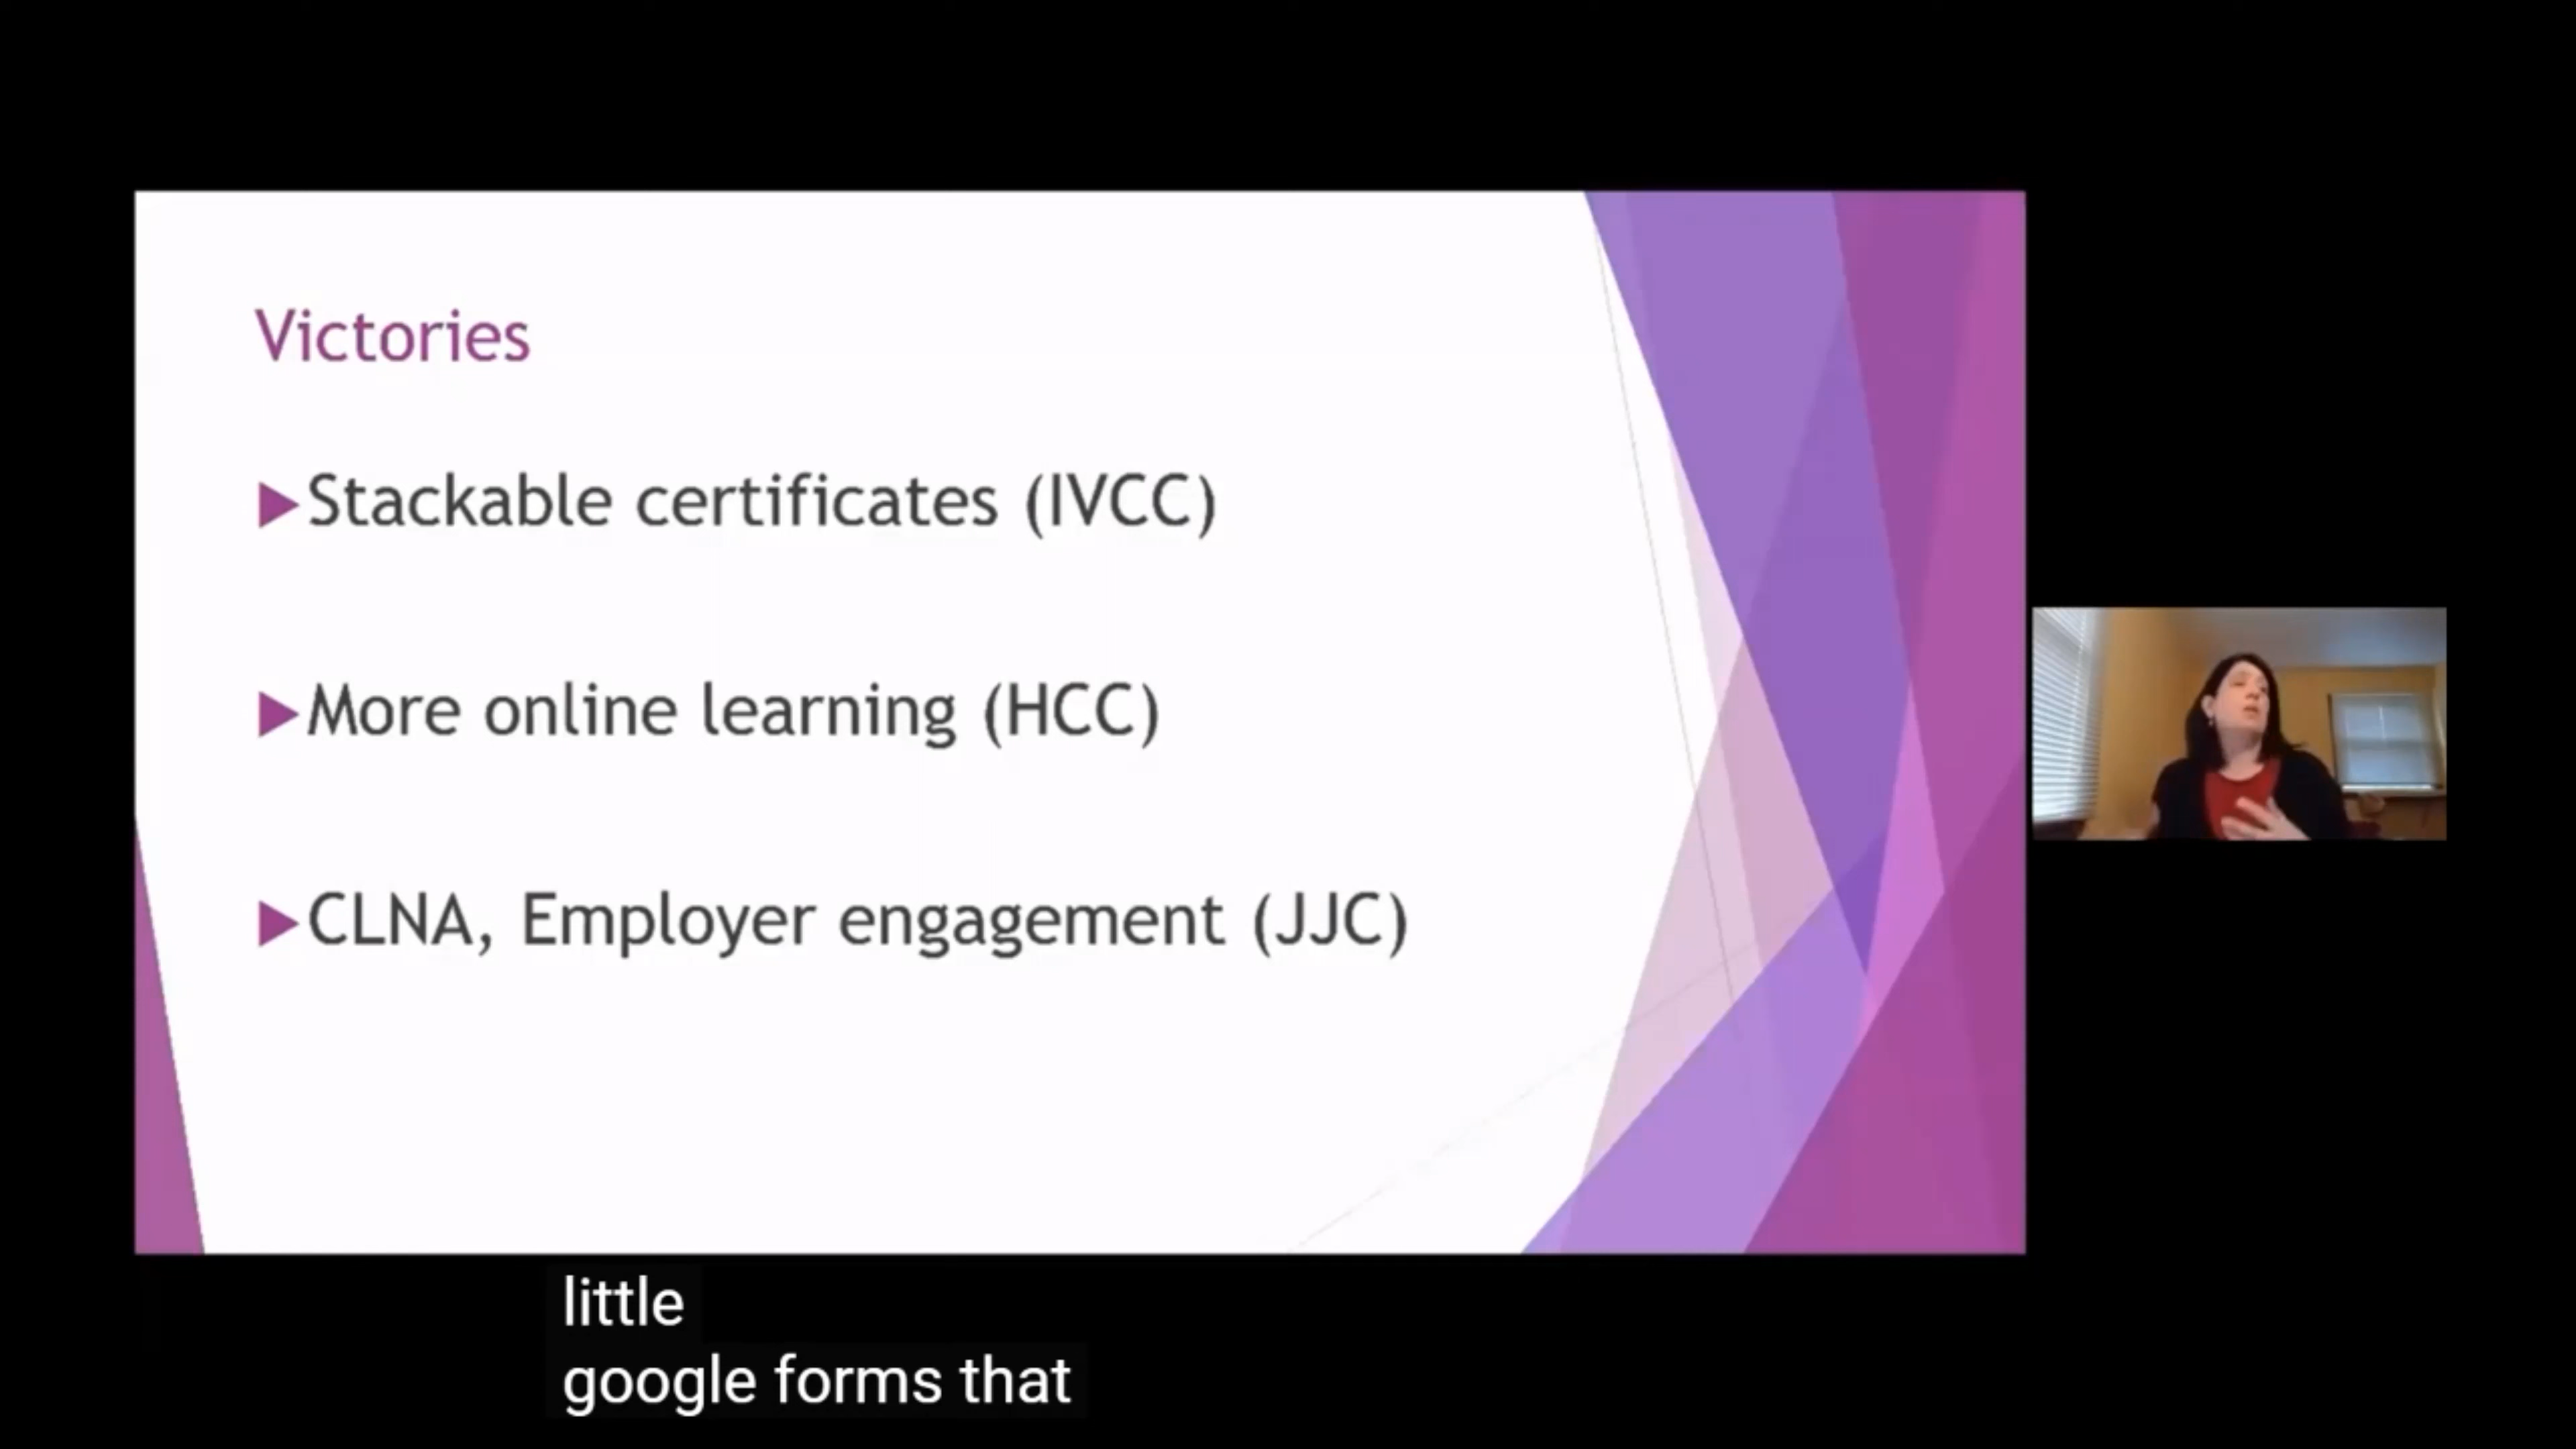 Victories
Stackable certificates (IVCC)
More online learning (HCC)
CLNA, Employer engagement (JJC)
little
google forms that